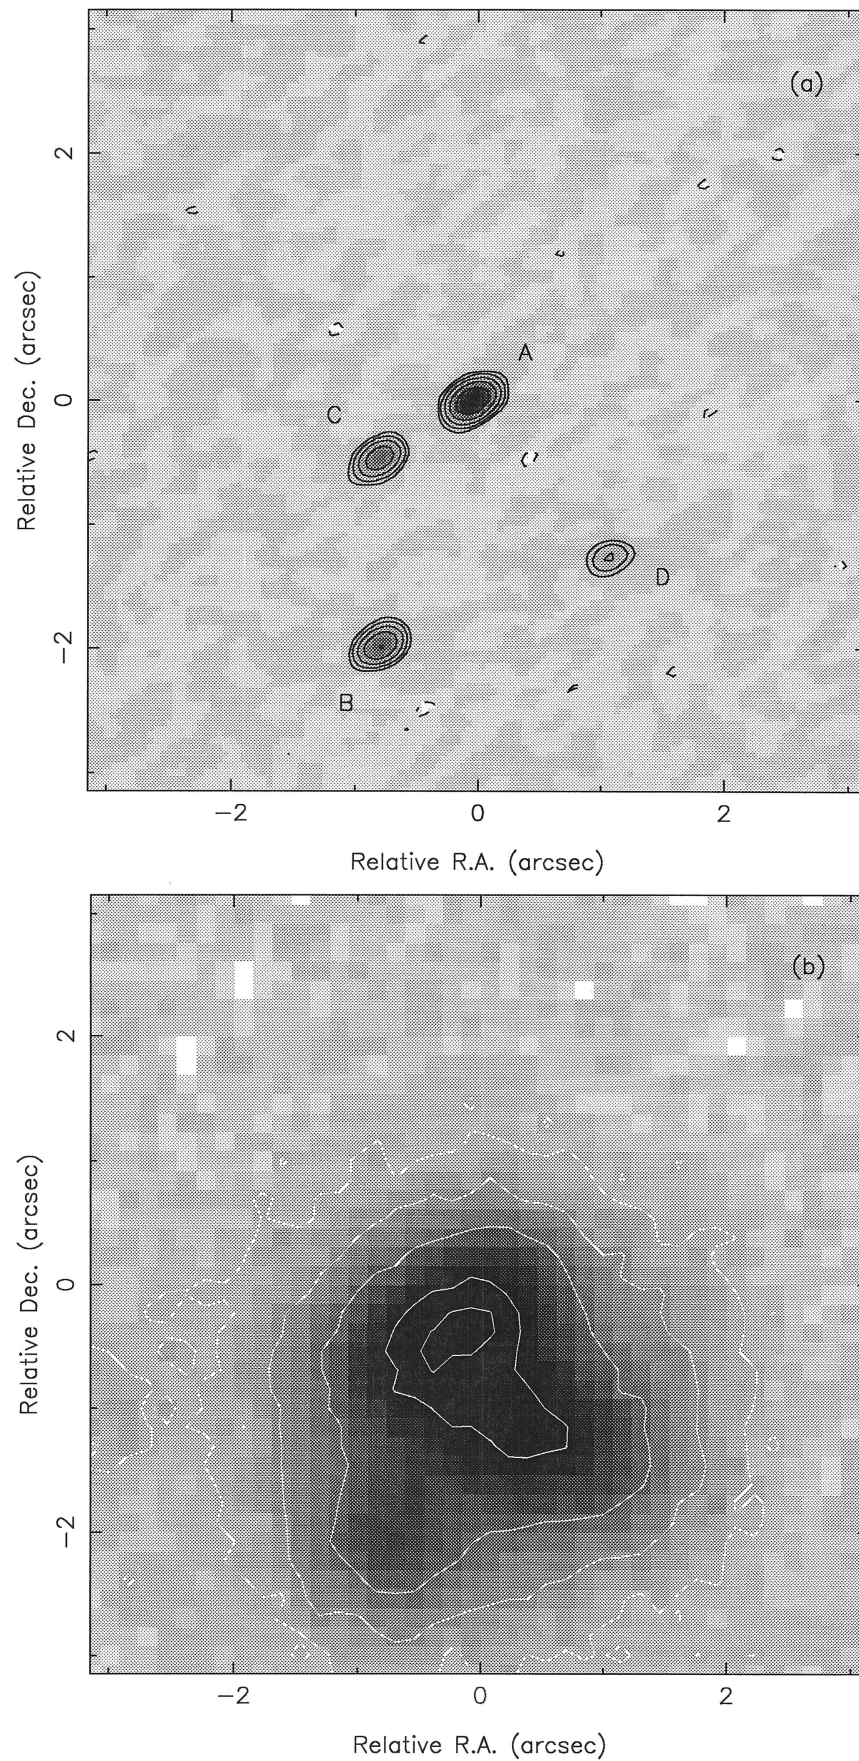 (a)
2
A
0
C
D
−2
B
−2 0 2
Relative Dec. (arcsec)
Relative R.A. (arcsec)
(b)
2
0
−2
−2 0 2
Relative Dec. (arcsec)
Relative R.A. (arcsec)